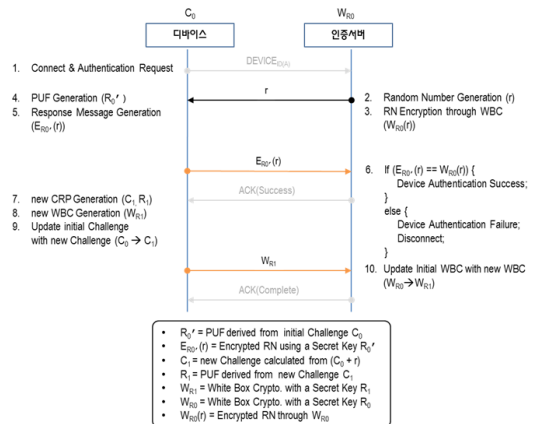 C0
WR0
디바이스
인증서버
1. Connect & Authentication Request
DEVICEID(A)
4. PUF Generation (R0′ )
5. Response Message Generation
(ER0′(r))
r
2. Random Number Generation (r)
3. RN Encryption through WBC
(WR0(r))
ER0′(r)
6. If (ER0′(r) == WR0(r)) {
Device Authentication Success;
}
else {
Device Authentication Failure;
Disconnect;
}
ACK(Success)
7. new CRP Generation (C1, R1)
8. new WBC Generation (WR1)
9. Update initial Challenge
with new Challenge (C0 → C1)
WR1
10. Update Initial WBC with new WBC
(WR0→WR1)
ACK(Complete)
• R0′ = PUF derived from initial Challenge C0
• ER0′(r) = Encrypted RN using a Secret Key R0′
• C1 = new Challenge calculated from (C0 + r)
• R1 = PUF derived from new Challenge C1
• WR1 = White Box Crypto. with a Secret Key R1
• WR0 = White Box Crypto. with a Secret Key R0
• WR0(r) = Encrypted RN through WR0